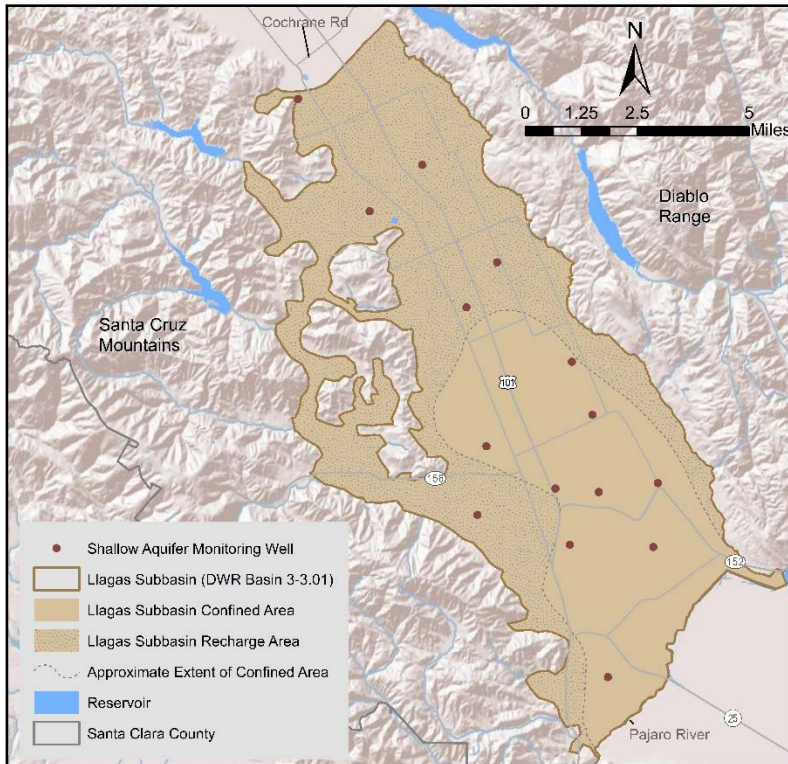 Cochrane Rd
N
0 1.25 2.5 5
Miles
Diablo
Range
Santa Cruz
Mountains
101
156
152
25
Pajaro River
Shallow Aquifer Monitoring Well
Llagas Subbasin (DWR Basin 3-3.01)
Llagas Subbasin Confined Area
Llagas Subbasin Recharge Area
Approximate Extent of Confined Area
Reservoir
Santa Clara County